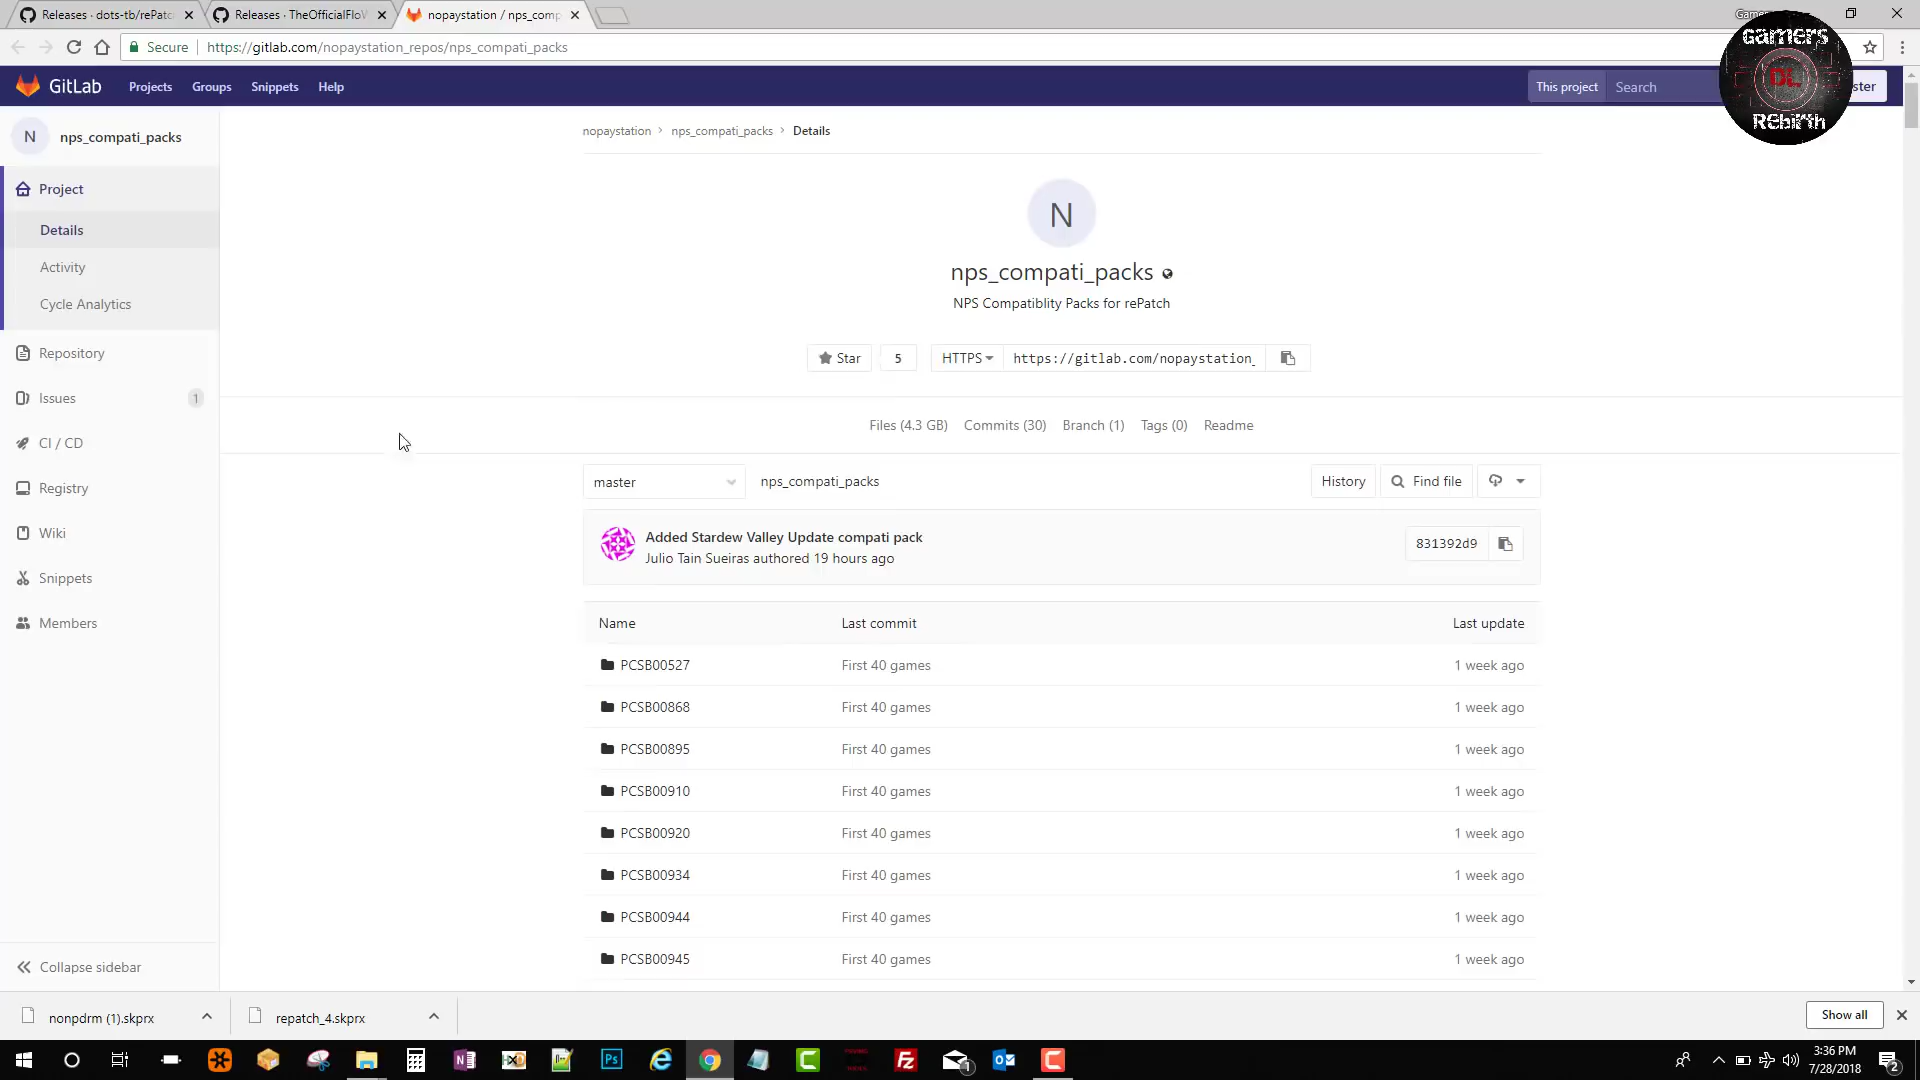 Releases · dots-tb/rePatc
Releases · TheOfficialFloW
nopaystation / nps_comp
Secure
https://gitlab.com/nopaystation_repos/nps_compati_packs
GitLab
Projects
Groups
Snippets
Help
This project
Search
ster
GAMERS
DL
REbirth
N
nps_compati_packs
nopaystation > nps_compati_packs > Details
Project
Details
Activity
Cycle Analytics
Repository
Issues
1
CI / CD
Registry
Wiki
Snippets
Members
Collapse sidebar
N
nps_compati_packs
NPS Compatiblity Packs for rePatch
Star
5
HTTPS
https://gitlab.com/nopaystation_
Files (4.3 GB)
Commits (30)
Branch (1)
Tags (0)
Readme
master
nps_compati_packs
History
Find file
Added Stardew Valley Update compati pack
Julio Tain Sueiras authored 19 hours ago
831392d9
Name Last commit Last update
PCSB00527 First 40 games 1 week ago
PCSB00868 First 40 games 1 week ago
PCSB00895 First 40 games 1 week ago
PCSB00910 First 40 games 1 week ago
PCSB00920 First 40 games 1 week ago
PCSB00934 First 40 games 1 week ago
PCSB00944 First 40 games 1 week ago
PCSB00945 First 40 games 1 week ago
nonpdrm (1).skprx
repatch_4.skprx
Show all
3:36 PM
7/28/2018